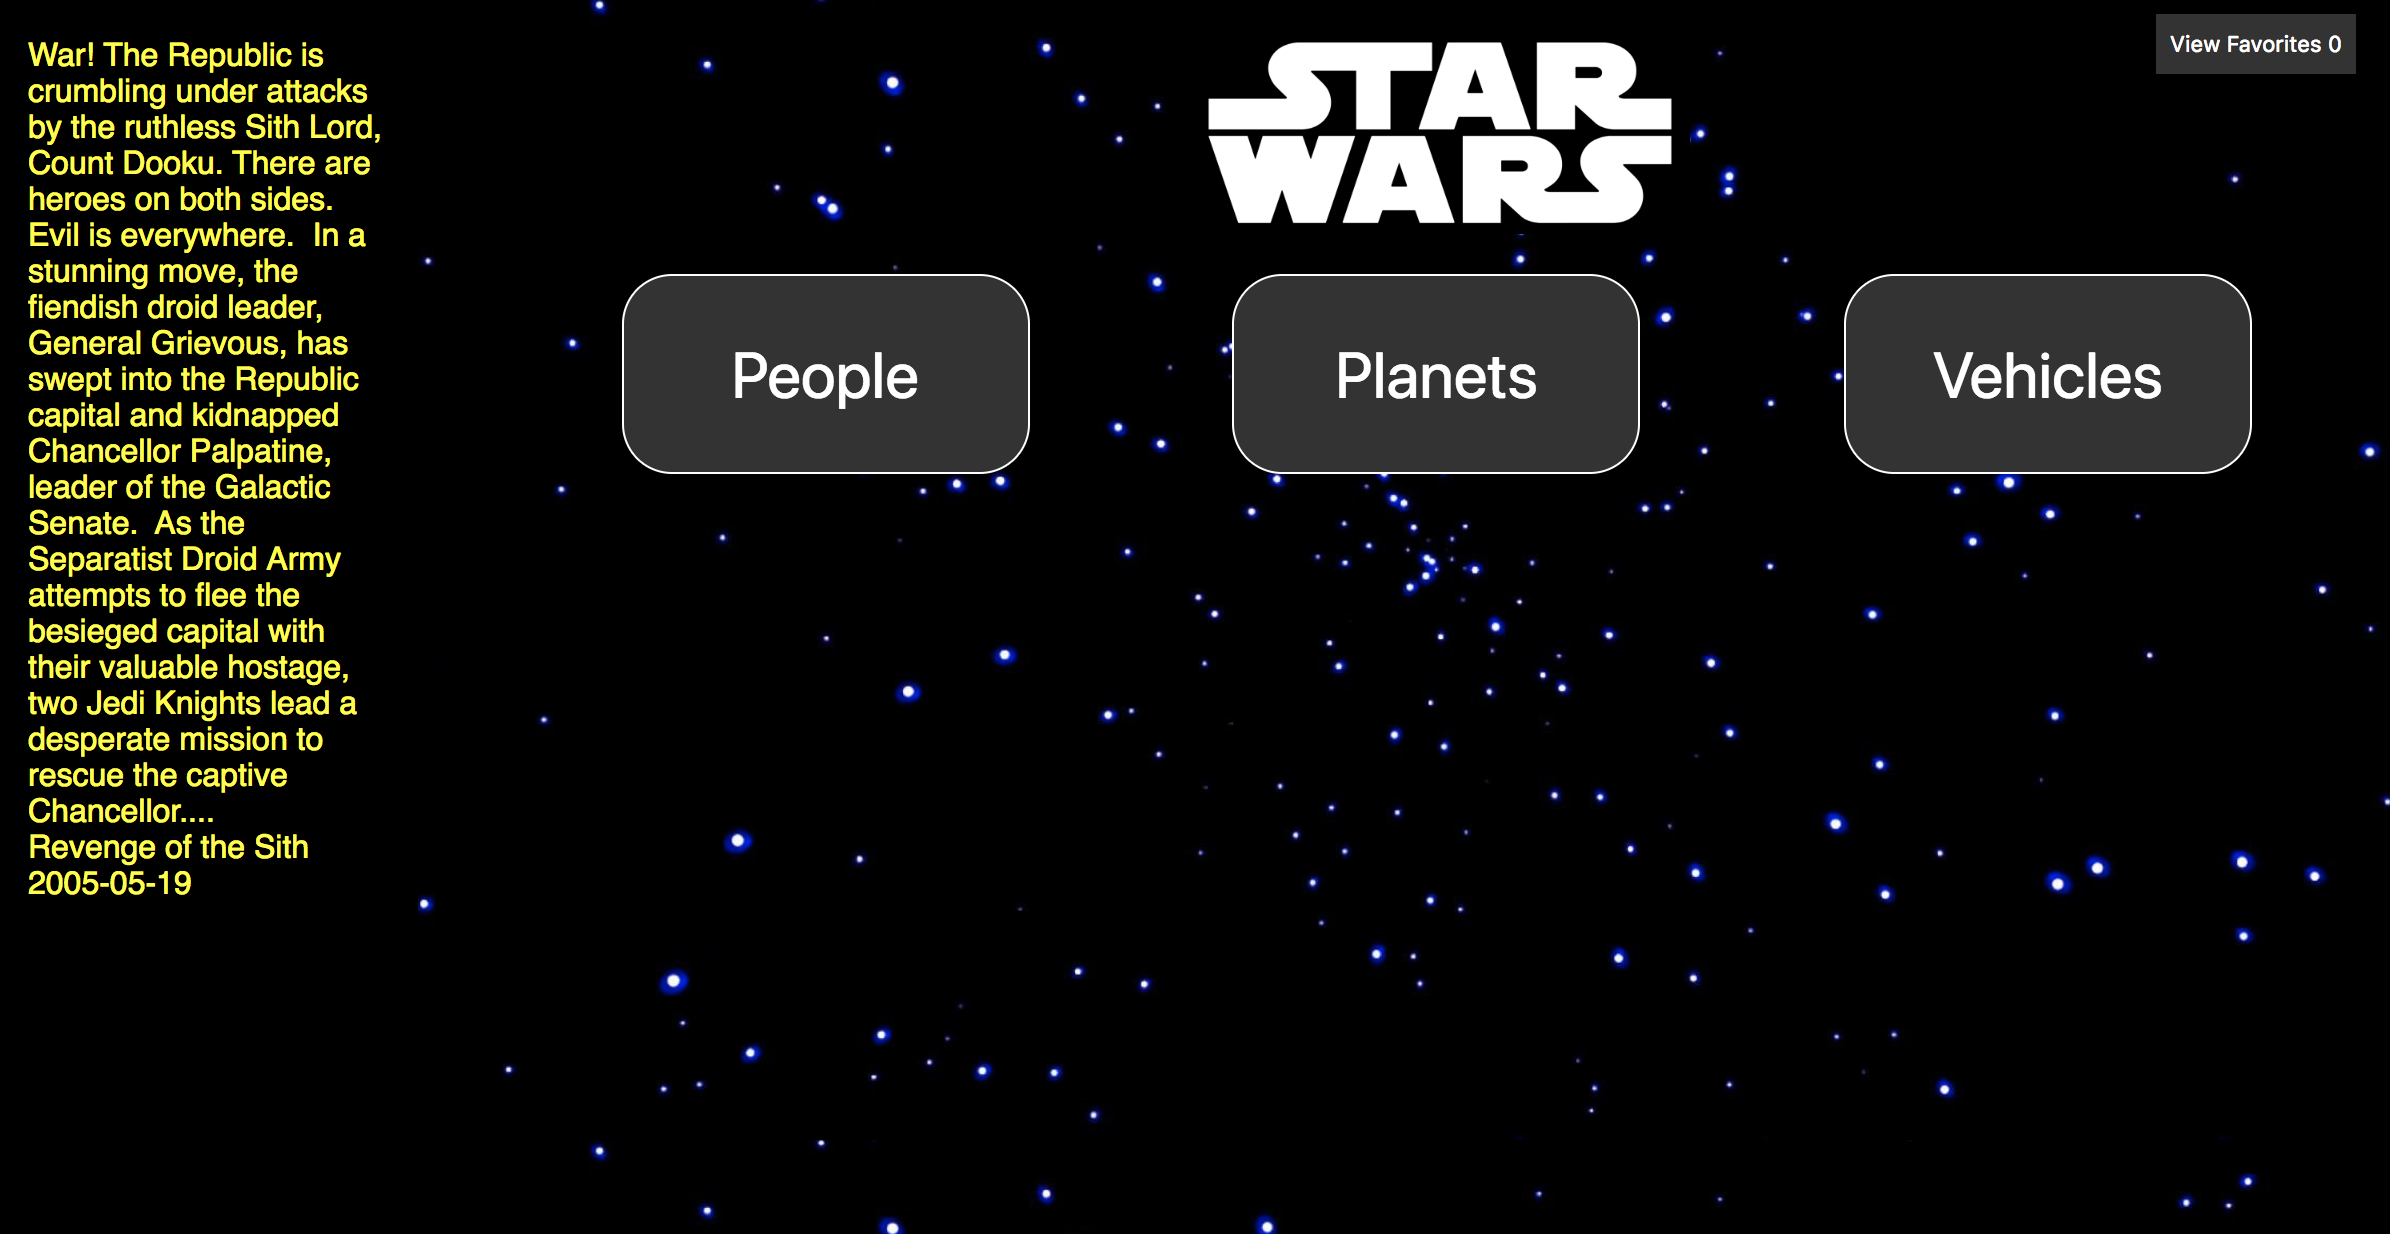 War! The Republic is
crumbling under attacks
by the ruthless Sith Lord,
Count Dooku. There are
heroes on both sides.
Evil is everywhere.  In a
stunning move, the
fiendish droid leader,
General Grievous, has
swept into the Republic
capital and kidnapped
Chancellor Palpatine,
leader of the Galactic
Senate.  As the
Separatist Droid Army
attempts to flee the
besieged capital with
their valuable hostage,
two Jedi Knights lead a
desperate mission to
rescue the captive
Chancellor....
Revenge of the Sith
2005-05-19
STAR
WARS
View Favorites 0
People
Planets
Vehicles